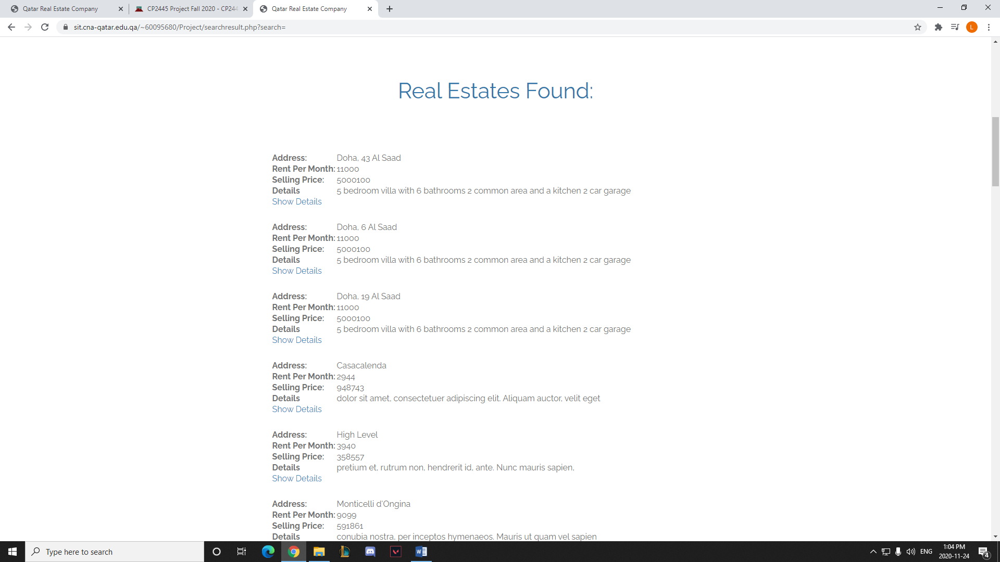 Qatar Real Estate Company
CP2445 Project Fall 2020 - CP244
Qatar Real Estate Company
sit.cna-qatar.edu.qa/~60095680/Project/searchresult.php?search=
L
Real Estates Found:
Address: Doha, 43 Al Saad
Rent Per Month: 11000
Selling Price: 5000100
Details 5 bedroom villa with 6 bathrooms 2 common area and a kitchen 2 car garage
Show Details
Address: Doha, 6 Al Saad
Rent Per Month: 11000
Selling Price: 5000100
Details 5 bedroom villa with 6 bathrooms 2 common area and a kitchen 2 car garage
Show Details
Address: Doha, 19 Al Saad
Rent Per Month: 11000
Selling Price: 5000100
Details 5 bedroom villa with 6 bathrooms 2 common area and a kitchen 2 car garage
Show Details
Address: Casacalenda
Rent Per Month: 2944
Selling Price: 948743
Details dolor sit amet, consectetuer adipiscing elit. Aliquam auctor, velit eget
Show Details
Address: High Level
Rent Per Month: 3940
Selling Price: 358557
Details pretium et, rutrum non, hendrerit id, ante. Nunc mauris sapien,
Show Details
Address: Monticelli d'Ongina
Rent Per Month: 9099
Selling Price: 591861
Details conubia nostra, per inceptos hymenaeos. Mauris ut quam vel sapien
Type here to search
ENG
1:04 PM
2020-11-24
4